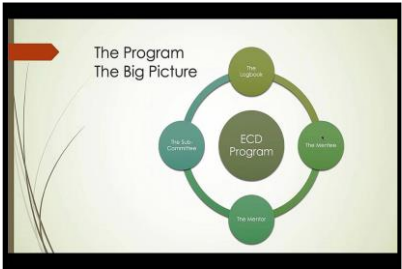 The Program
The Big Picture
The
Logbook
The Sub-
Committee
ECD
Program
The Mentee
The Mentor